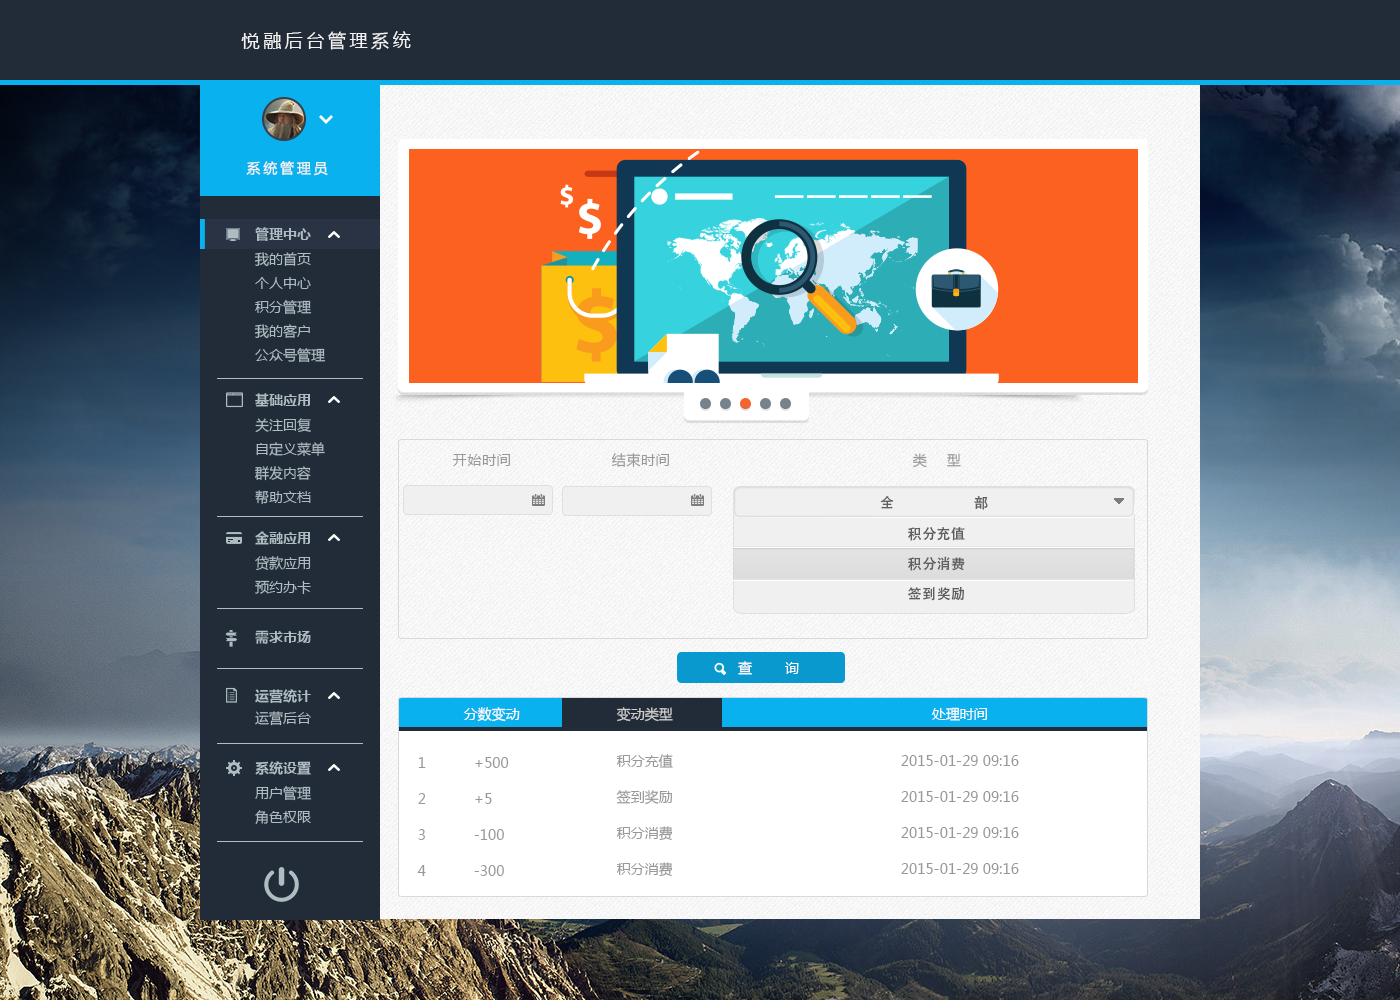 悦融后台管理系统
系统管理员
管理中心
我的首页
个人中心
积分管理
我的客户
公众号管理
基础应用
关注回复
自定义菜单
群发内容
帮助文档
金融应用
贷款应用
预约办卡
需求市场
运营统计
运营后台
系统设置
用户管理
角色权限
$
$
$
开始时间 结束时间 类 型
全 部
积分充值
积分消费
签到奖励
查 询
分数变动 变动类型 处理时间
1 +500 积分充值 2015-01-29 09:16
2 +5 签到奖励 2015-01-29 09:16
3 -100 积分消费 2015-01-29 09:16
4 -300 积分消费 2015-01-29 09:16